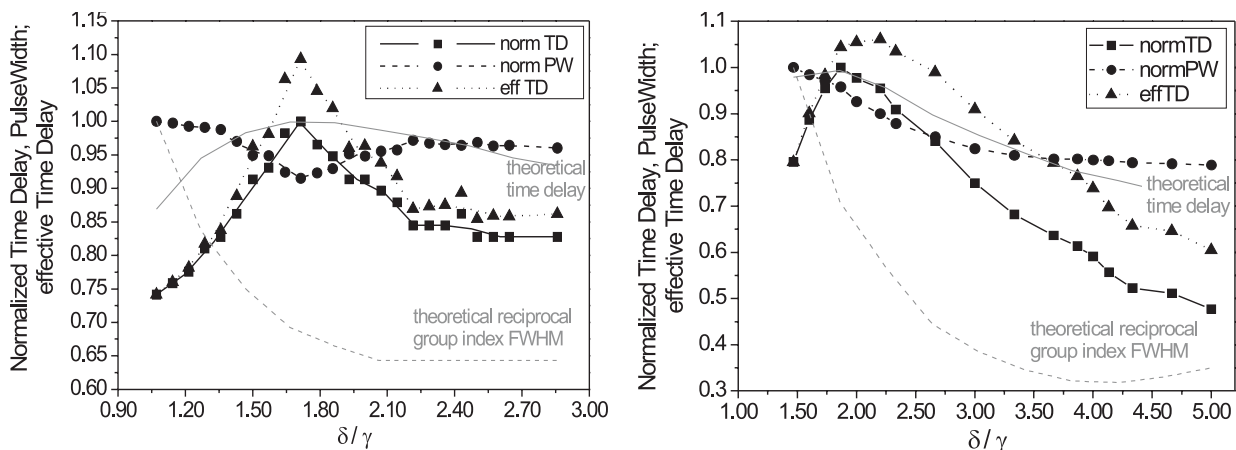 Normalized Time Delay, PulseWidth;
effective Time Delay
1.15
1.10
1.05
1.00
0.95
0.90
0.85
0.80
0.75
0.70
0.65
0.60
norm TD
norm PW
eff TD
theoretical
time delay
theoretical reciprocal
group index FWHM
0.90 1.20 1.50 1.80 2.10 2.40 2.70 3.00
δ/γ
Normalized Time Delay, PulseWidth;
effective Time Delay
1.1
1.0
0.9
0.8
0.7
0.6
0.5
0.4
0.3
normTD
normPW
effTD
theoretical
time delay
theoretical reciprocal
group index FWHM
1.00 1.50 2.00 2.50 3.00 3.50 4.00 4.50 5.00
δ/γ